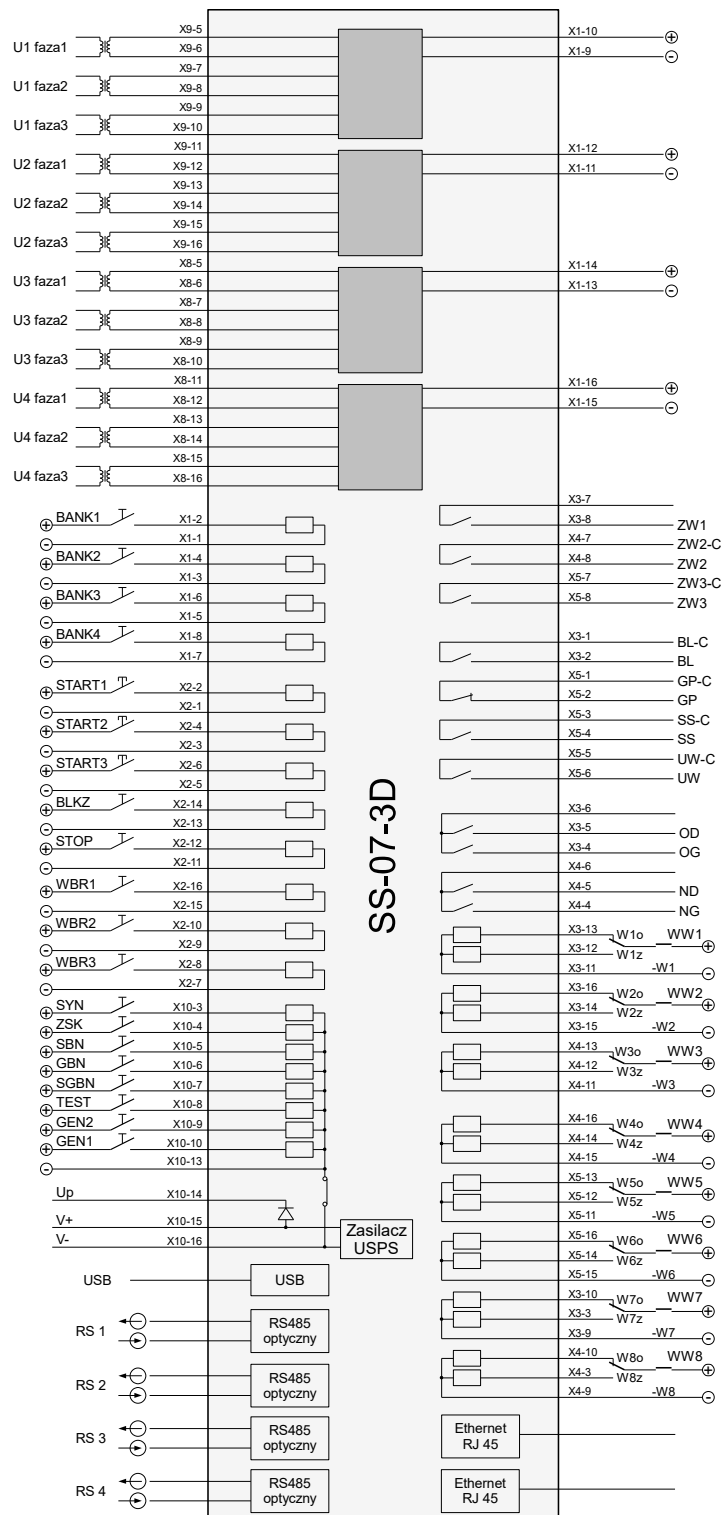 X9-5
U1 faza1 X9-6
X9-7
U1 faza2 X9-8
X9-9
U1 faza3 X9-10
X9-11
U2 faza1 X9-12
X9-13
U2 faza2 X9-14
X9-15
U2 faza3 X9-16
X8-5
U3 faza1 X8-6
X8-7
U3 faza2 X8-8
X8-9
U3 faza3 X8-10
X8-11
U4 faza1 X8-12
X8-13
U4 faza2 X8-14
X8-15
U4 faza3 X8-16
X1-10 +
X1-9 -
X1-12 +
X1-11 -
X1-14 +
X1-13 -
X1-16 +
X1-15 -
+ BANK1 X1-2
- X1-1
+ BANK2 X1-4
- X1-3
+ BANK3 X1-6
- X1-5
+ BANK4 X1-8
- X1-7
+ START1 X2-2
- X2-1
+ START2 X2-4
- X2-3
+ START3 X2-6
- X2-5
+ BLKZ X2-14
- X2-13
+ STOP X2-12
- X2-11
+ WBR1 X2-16
- X2-15
+ WBR2 X2-10
- X2-9
+ WBR3 X2-8
- X2-7
+ SYN X10-3
+ ZSK X10-4
+ SBN X10-5
+ GBN X10-6
+ SGBN X10-7
+ TEST X10-8
+ GEN2 X10-9
+ GEN1 X10-10
- X10-13
Up X10-14
V+ X10-15
V- X10-16
Zasilacz
USPS
USB USB
RS 1
RS485
optyczny
RS 2
RS485
optyczny
RS 3
RS485
optyczny
RS 4
RS485
optyczny
SS-07-3D
X3-7
X3-8 ZW1
X4-7 ZW2-C
X4-8 ZW2
X5-7 ZW3-C
X5-8 ZW3
X3-1 BL-C
X3-2 BL
X5-1 GP-C
X5-2 GP
X5-3 SS-C
X5-4 SS
X5-5 UW-C
X5-6 UW
X3-6
X3-5 OD
X3-4 OG
X4-6
X4-5 ND
X4-4 NG
X3-13 W1o WW1 +
X3-12 W1z
X3-11 -W1 -
X3-16 W2o WW2 +
X3-14 W2z
X3-15 -W2 -
X4-13 W3o WW3 +
X4-12 W3z
X4-11 -W3 -
X4-16 W4o WW4 +
X4-14 W4z
X4-15 -W4 -
X5-13 W5o WW5 +
X5-12 W5z
X5-11 -W5 -
X5-16 W6o WW6 +
X5-14 W6z
X5-15 -W6 -
X3-10 W7o WW7 +
X3-3 W7z
X3-9 -W7 -
X4-10 W8o WW8 +
X4-3 W8z
X4-9 -W8 -
Ethernet
RJ 45
Ethernet
RJ 45